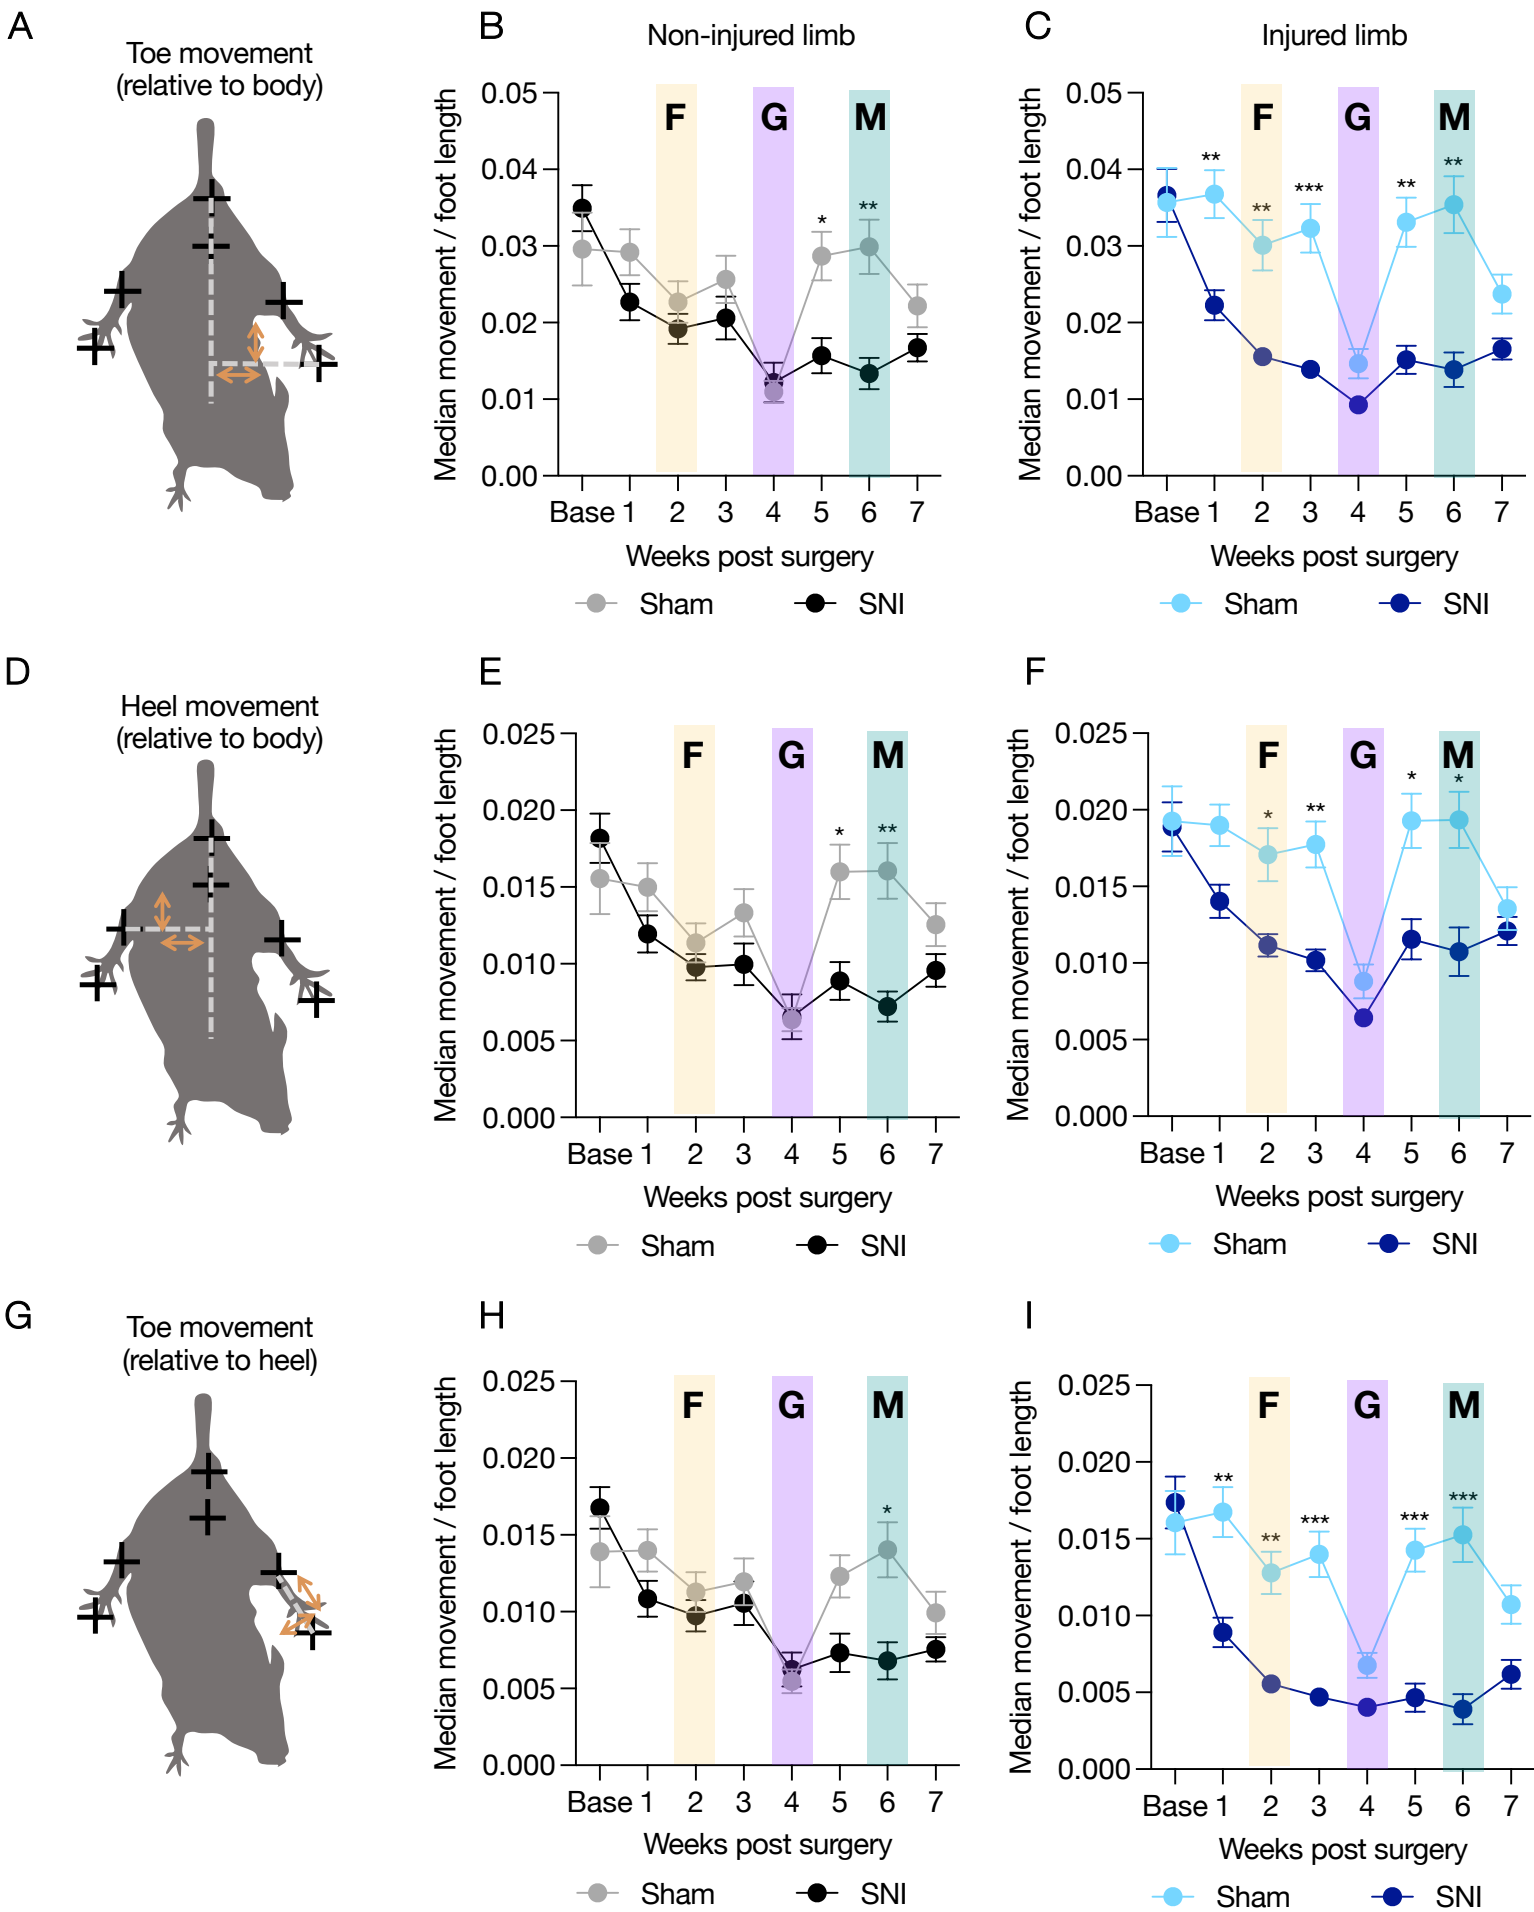 A
Toe movement
(relative to body)
B
Non-injured limb
Median movement / foot length
0.05
0.04
0.03
0.02
0.01
0.00
F
G
M
*
**
Base 1 2 3 4 5 6 7
Weeks post surgery
Sham SNI
C
Injured limb
Median movement / foot length
0.05
0.04
0.03
0.02
0.01
0.00
F
G
M
**
**
***
**
**
Base 1 2 3 4 5 6 7
Weeks post surgery
Sham SNI
D
Heel movement
(relative to body)
E
Median movement / foot length
0.025
0.020
0.015
0.010
0.005
0.000
F
G
M
*
**
Base 1 2 3 4 5 6 7
Weeks post surgery
Sham SNI
F
Median movement / foot length
0.025
0.020
0.015
0.010
0.005
0.000
F
G
M
*
**
*
*
Base 1 2 3 4 5 6 7
Weeks post surgery
Sham SNI
G
Toe movement
(relative to heel)
H
Median movement / foot length
0.025
0.020
0.015
0.010
0.005
0.000
F
G
M
*
Base 1 2 3 4 5 6 7
Weeks post surgery
Sham SNI
I
Median movement / foot length
0.025
0.020
0.015
0.010
0.005
0.000
F
G
M
**
**
***
***
***
Base 1 2 3 4 5 6 7
Weeks post surgery
Sham SNI